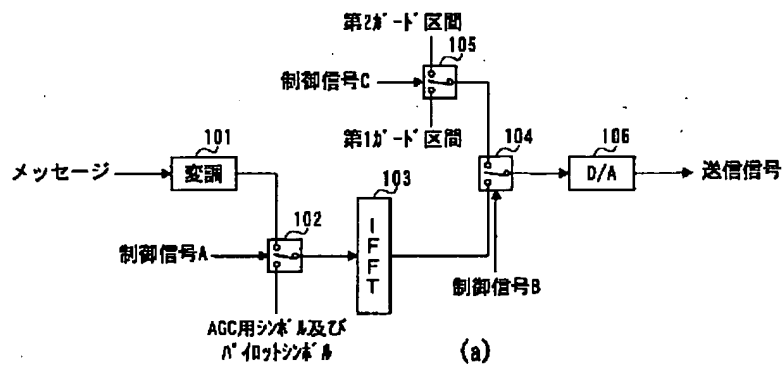 第2ガード区間
105
制御信号C
第1ガード区間
104
106
101
メッセージ
変調
103
D/A
送信信号
102
IFFT
制御信号A
制御信号B
AGC用シンボル及び
パイロットシンボル
(a)